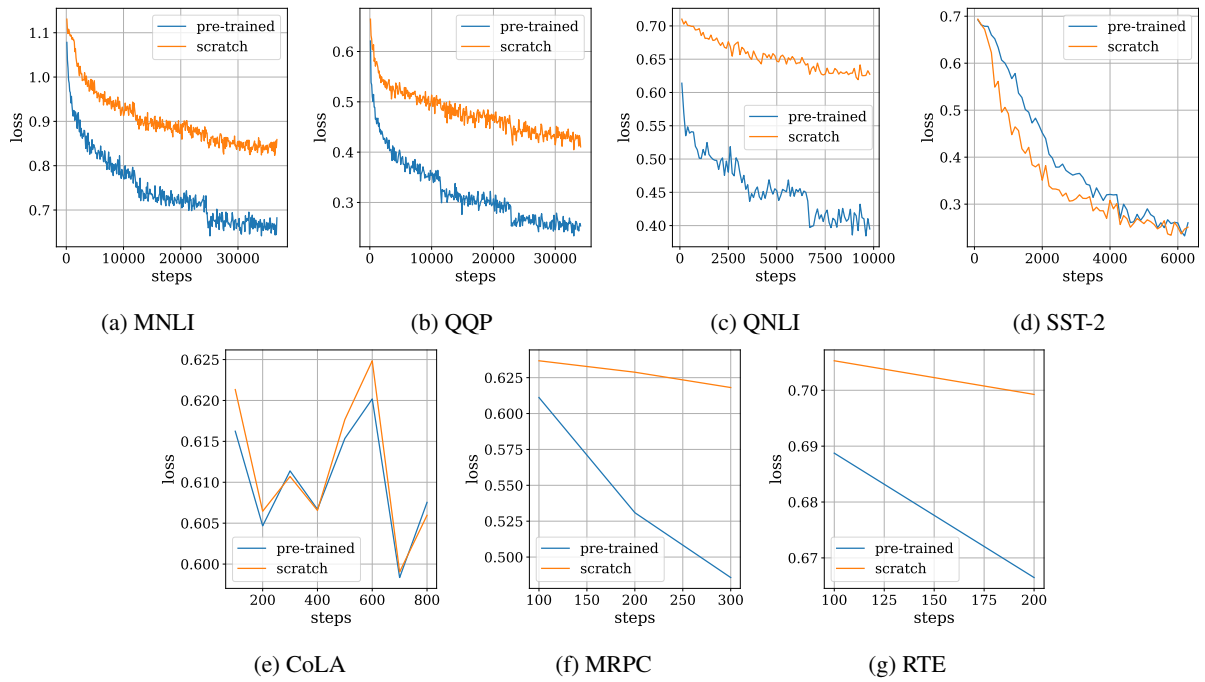 1.1
1.0
0.9
0.8
0.7
loss
0 10000 20000 30000
steps
pre-trained
scratch
(a) MNLI
0.6
0.5
0.4
0.3
loss
0 10000 20000 30000
steps
pre-trained
scratch
(b) QQP
0.70
0.65
0.60
0.55
0.50
0.45
0.40
loss
0 2500 5000 7500 10000
steps
pre-trained
scratch
(c) QNLI
0.7
0.6
0.5
0.4
0.3
loss
0 2000 4000 6000
steps
pre-trained
scratch
(d) SST-2
0.625
0.620
0.615
0.610
0.605
0.600
loss
200 400 600 800
steps
pre-trained
scratch
(e) CoLA
0.625
0.600
0.575
0.550
0.525
0.500
loss
100 150 200 250 300
steps
pre-trained
scratch
(f) MRPC
0.70
0.69
0.68
0.67
loss
100 125 150 175 200
steps
pre-trained
scratch
(g) RTE